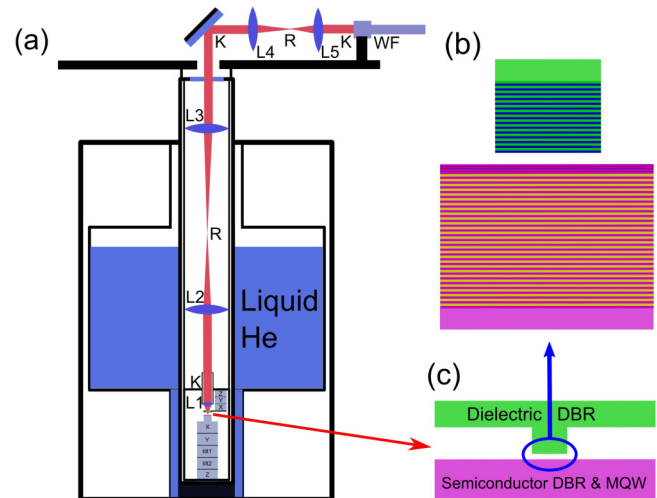 (a)
K
R
K
L4
L5
WF
L3
R
L2
Liquid
He
K
L1
Z
Y
X
X
Y
tilt1
tilt2
Z
(b)
(c)
Dielectric DBR
Semiconductor DBR & MQW